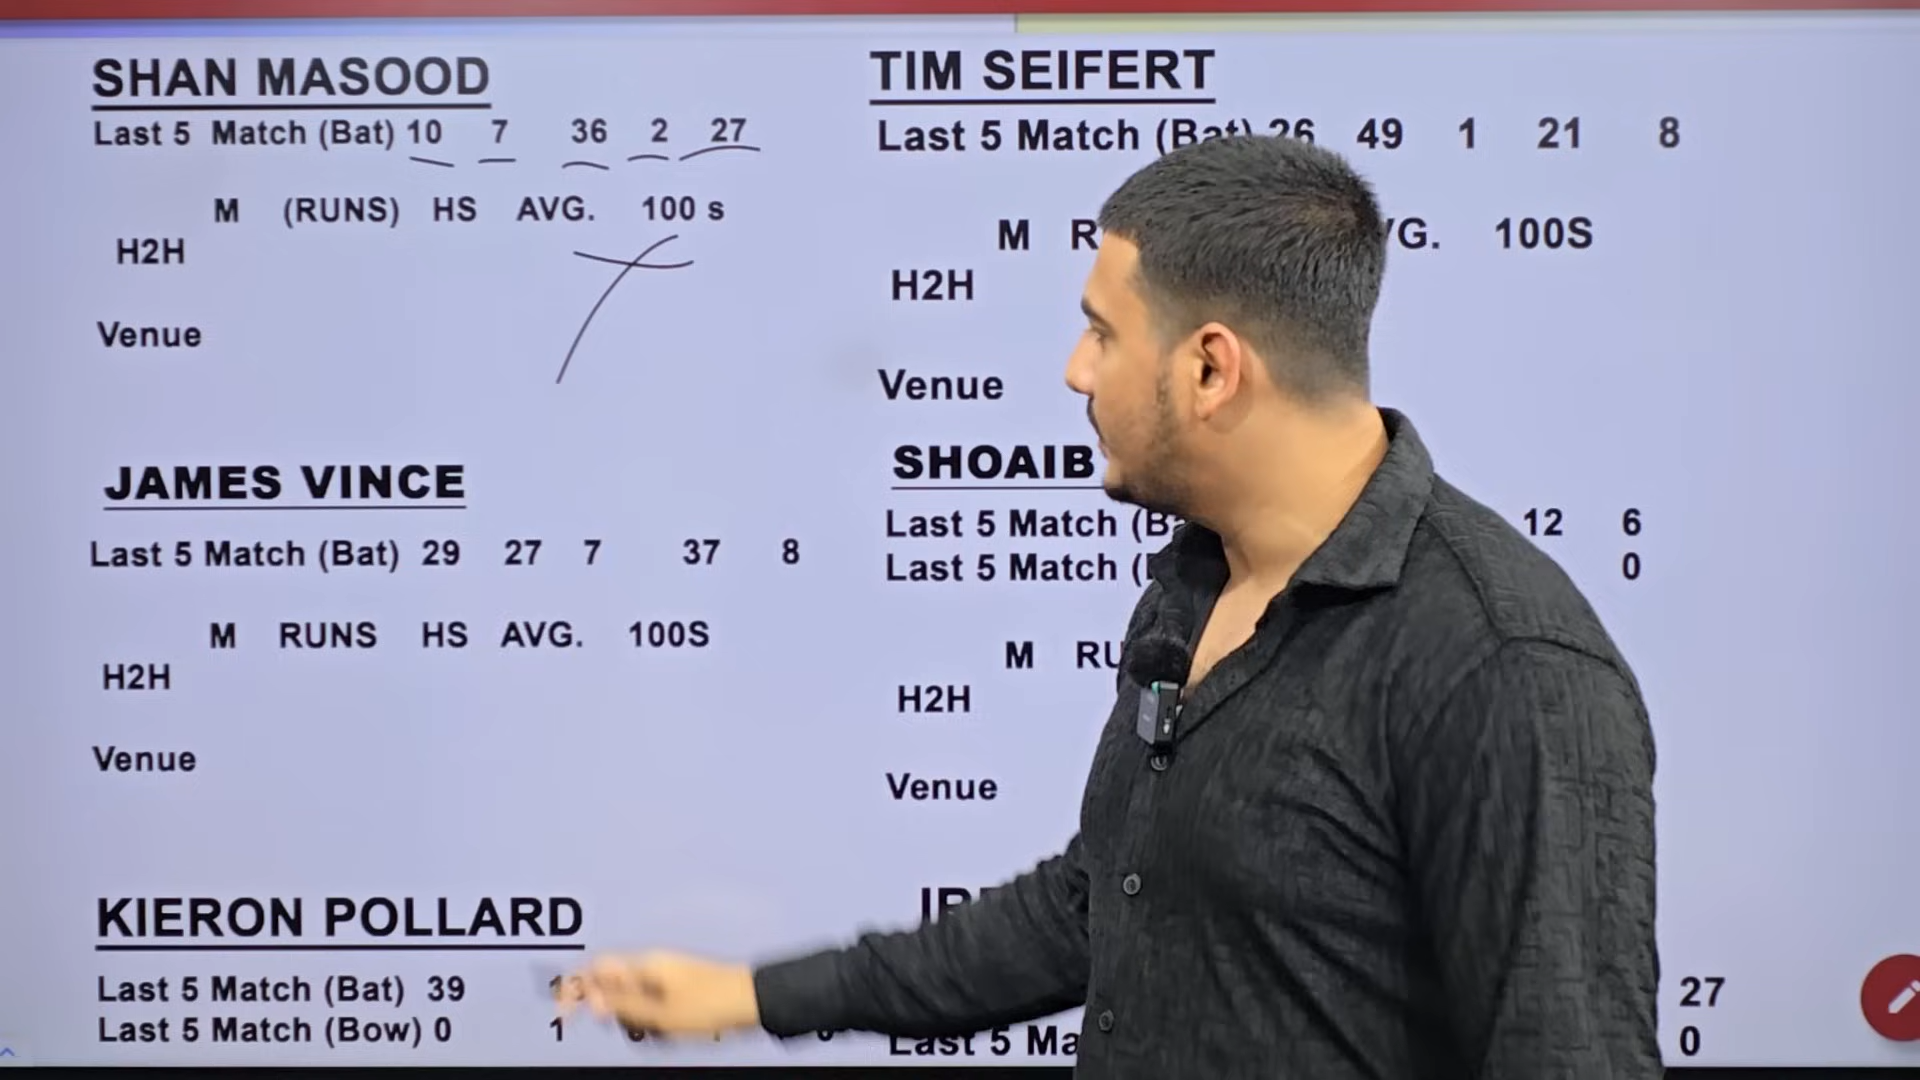 SHAN MASOOD
Last 5 Match (Bat) 10 7 36 2 27
M (RUNS) HS AVG. 100 s
H2H
Venue
JAMES VINCE
Last 5 Match (Bat) 29 27 7 37 8
M RUNS HS AVG. 100S
H2H
Venue
KIERON POLLARD
Last 5 Match (Bat) 39
Last 5 Match (Bow) 0 1
TIM SEIFERT
Last 5 Match (Bat) 26 49 1 21 8
M 100S
H2H
Venue
SHOAIB
Last 5 Match 12 6
Last 5 Match 0
M
H2H
Venue
27
Last 5 0